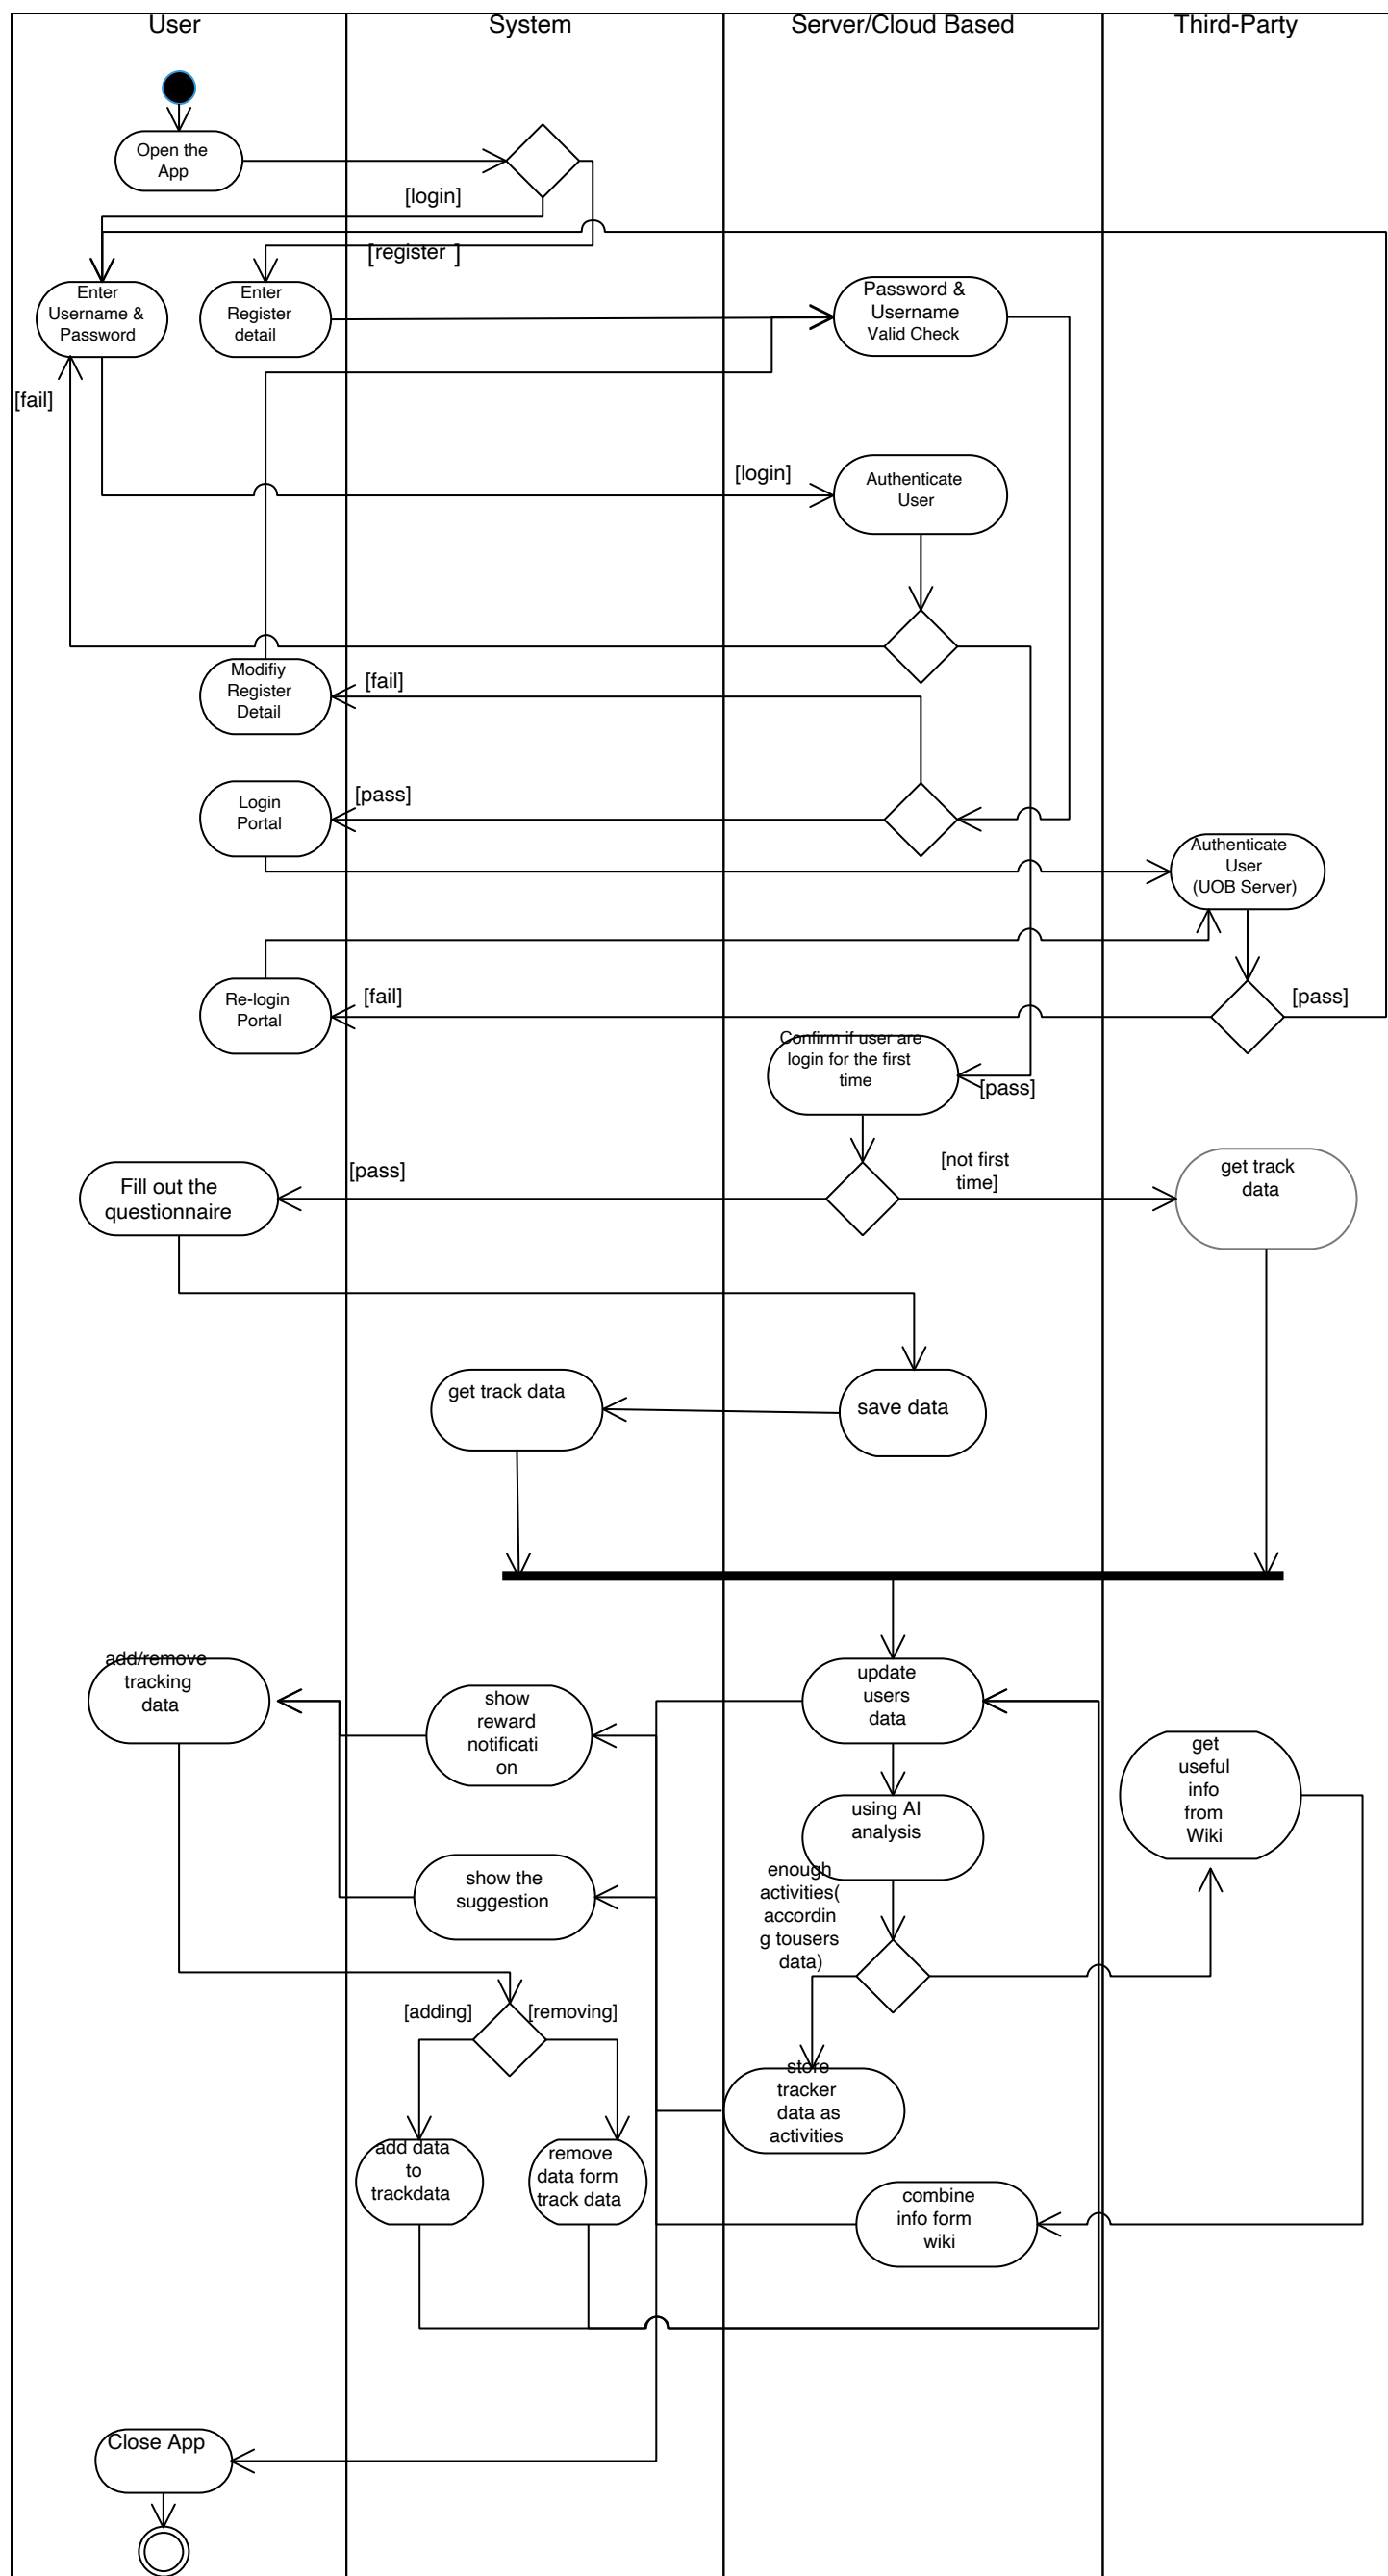 User
System
Server/Cloud Based
Third-Party
Open the
App
[login]
[register ]
Enter
Username &
Password
Enter
Register
detail
Password &
Username
Valid Check
[fail]
[login]
Authenticate
User
Modifiy
Register
Detail
[fail]
Login
Portal
[pass]
Authenticate
User
(UOB Server)
Re-login
Portal
[fail]
[pass]
Confirm if user are
login for the first
time
[pass]
Fill out the
questionnaire
[pass]
[not first
time]
get track
data
get track data
save data
add/remove
tracking
data
show
reward
notificati
on
update
users
data
get
useful
info
from
Wiki
using AI
analysis
show the
suggestion
enough
activities(
accordin
g tousers
data)
[adding]
[removing]
store
tracker
data as
activities
add data
to
trackdata
remove
data form
track data
combine
info form
wiki
Close App